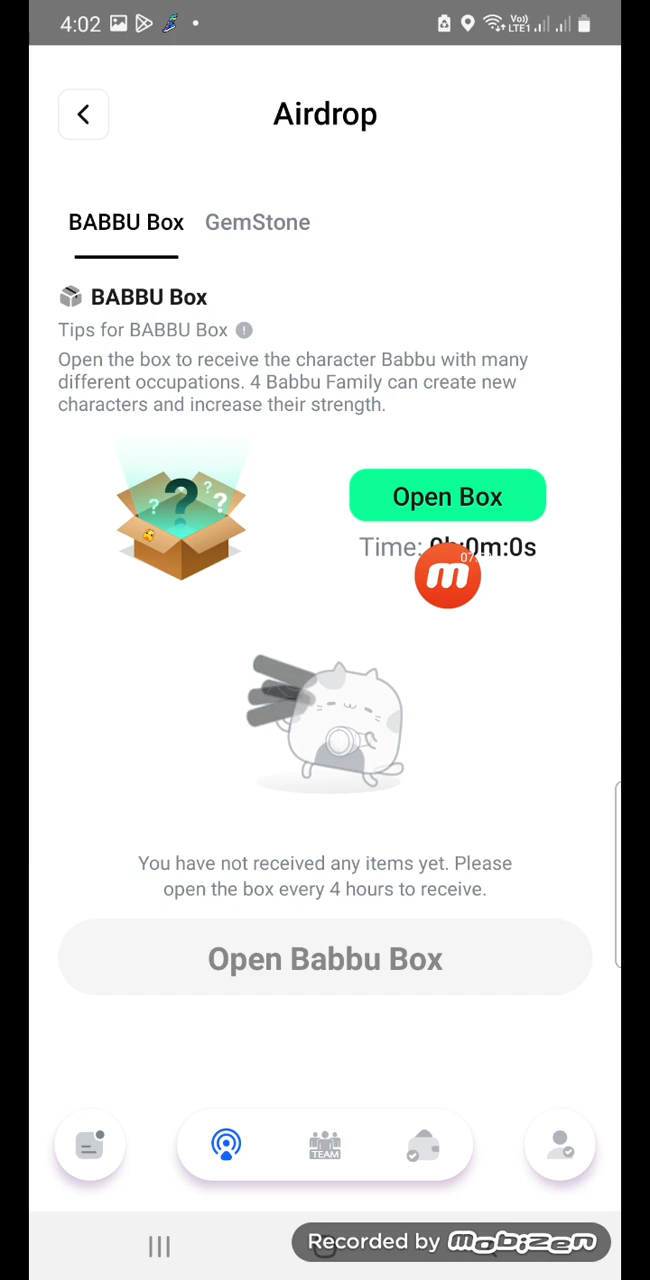 4:02
Vo))
LTE1
Airdrop
BABBU Box GemStone
BABBU Box
Tips for BABBU Box
Open the box to receive the character Babbu with many
different occupations. 4 Babbu Family can create new
characters and increase their strength.
? ? ?
?
Open Box
Time: 0h:0m:0s
m
You have not received any items yet. Please
open the box every 4 hours to receive.
Open Babbu Box
TEAM
Recorded by mobizen